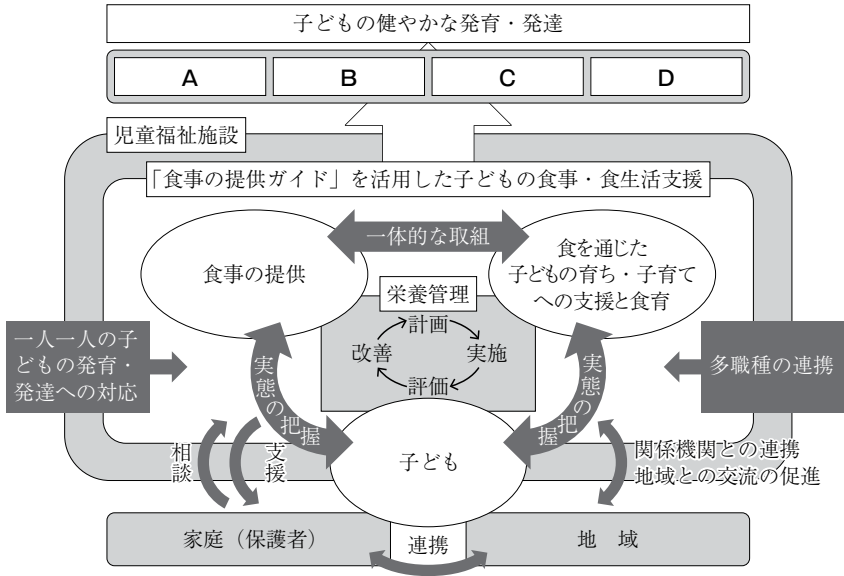 子どもの健やかな発育・発達
A
B
C
D
児童福祉施設
「食事の提供ガイド」を活用した子どもの食事・食生活支援
一体的な取組
食事の提供
食を通じた
子どもの育ち・子育て
への支援と食育
栄養管理
計画
改善
実施
評価
一人一人の子
どもの発育・
発達への対応
多職種の連携
実態の把握
実態の把握
子ども
相談
支援
関係機関との連携
地域との交流の促進
家庭（保護者）
連携
地　域